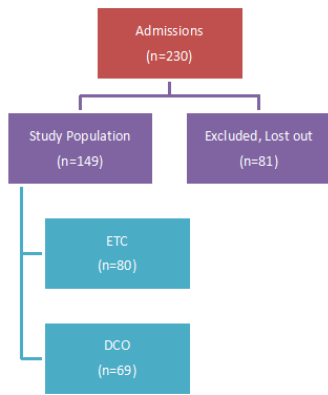 Admissions
(n=230)
Study Population
(n=149)
Excluded, Lost out
(n=81)
ETC
(n=80)
DCO
(n=69)